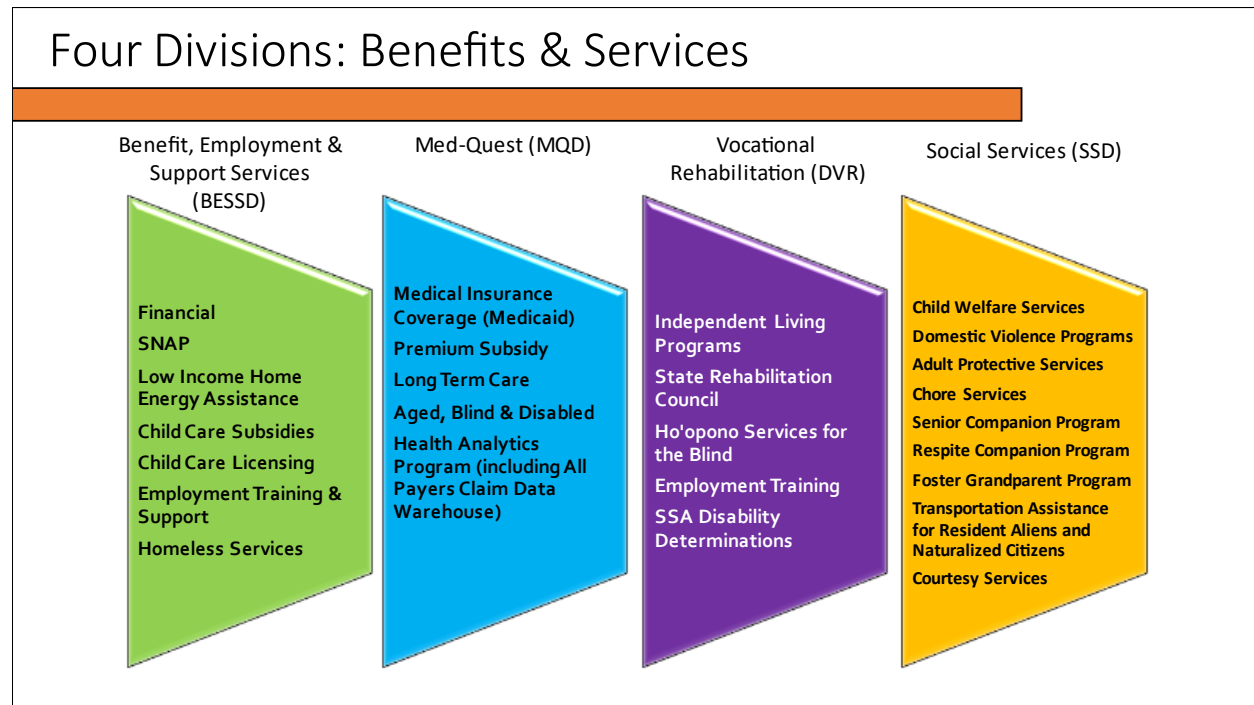 Four Divisions: Benefits & Services
Benefit, Employment &
Support Services
(BESSD)
Financial
SNAP
Low Income Home
Energy Assistance
Child Care Subsidies
Child Care Licensing
Employment Training &
Support
Homeless Services
Med-Quest (MQD)
Medical Insurance
Coverage (Medicaid)
Premium Subsidy
Long Term Care
Aged, Blind & Disabled
Health Analytics
Program (including All
Payers Claim Data
Warehouse)
Vocational
Rehabilitation (DVR)
Independent Living
Programs
State Rehabilitation
Council
Ho'opono Services for
the Blind
Employment Training
SSA Disability
Determinations
Social Services (SSD)
Child Welfare Services
Domestic Violence Programs
Adult Protective Services
Chore Services
Senior Companion Program
Respite Companion Program
Foster Grandparent Program
Transportation Assistance
for Resident Aliens and
Naturalized Citizens
Courtesy Services